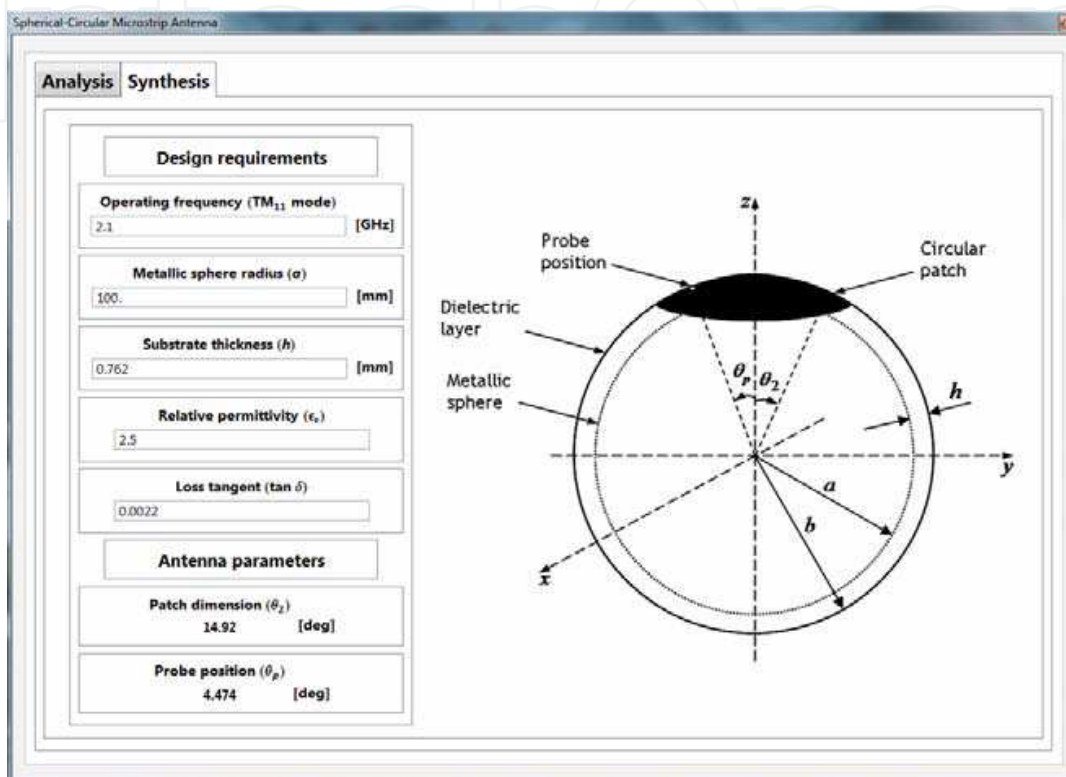 Spherical-Circular Microstrip Antenna
Analysis Synthesis
Design requirements
Operating frequency (TM₁₁ mode)
2.1 [GHz]
Metallic sphere radius (a)
100. [mm]
Substrate thickness (h)
0.762 [mm]
Relative permittivity (ϵᵣ)
2.5
Loss tangent (tan δ)
0.0022
Antenna parameters
Patch dimension (θ₂)
14.92 [deg]
Probe position (θₚ)
4.474 [deg]
z
Probe
position
Circular
patch
Dielectric
layer
Metallic
sphere
θₚ θ₂
h
y
a
b
x